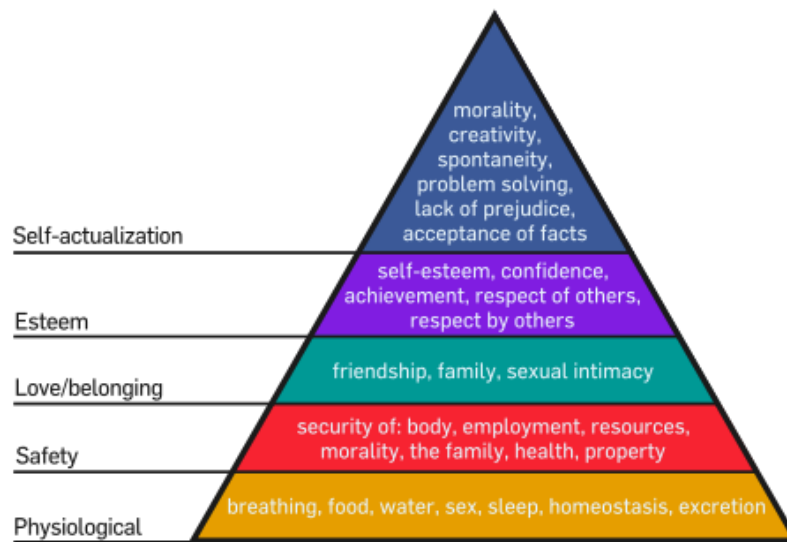 morality,
creativity,
spontaneity,
problem solving,
lack of prejudice,
acceptance of facts
Self-actualization
self-esteem, confidence,
achievement, respect of others,
respect by others
Esteem
friendship, family, sexual intimacy
Love/belonging
security of: body, employment, resources,
morality, the family, health, property
Safety
breathing, food, water, sex, sleep, homeostasis, excretion
Physiological